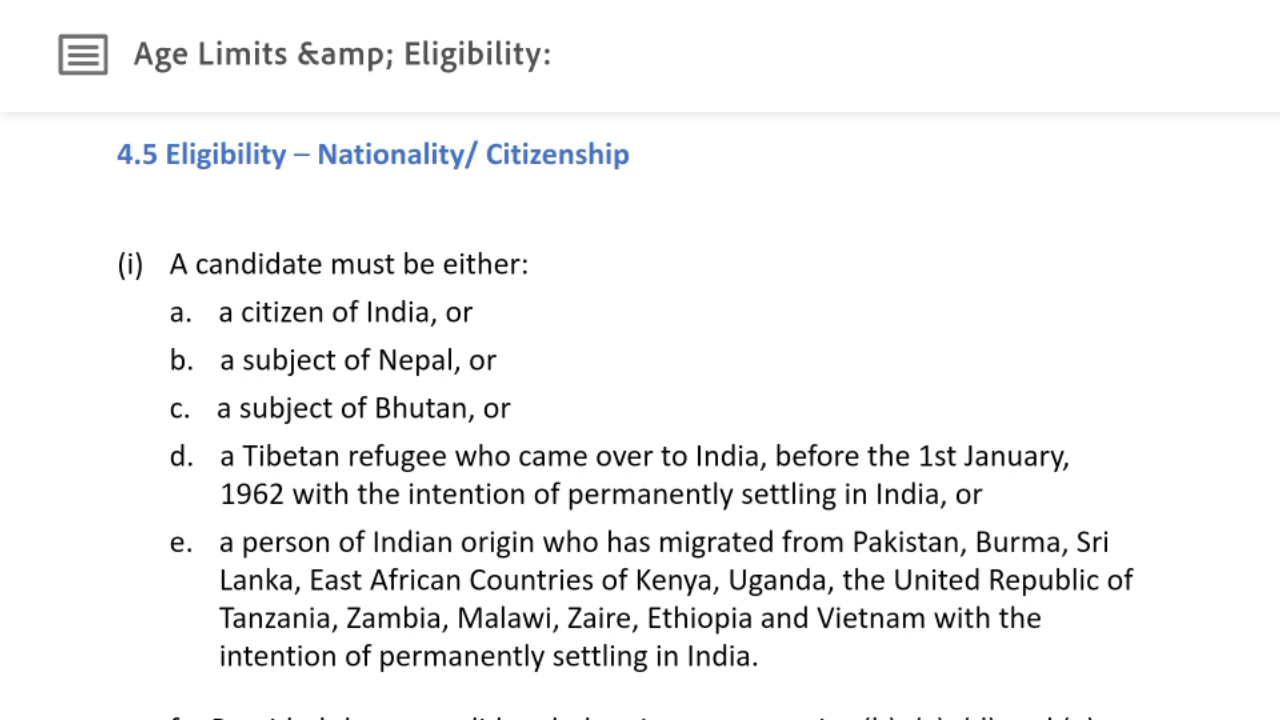 Age Limits &amp; Eligibility:
4.5 Eligibility – Nationality/ Citizenship
(i) A candidate must be either:
a. a citizen of India, or
b. a subject of Nepal, or
c. a subject of Bhutan, or
d. a Tibetan refugee who came over to India, before the 1st January,
1962 with the intention of permanently settling in India, or
e. a person of Indian origin who has migrated from Pakistan, Burma, Sri
Lanka, East African Countries of Kenya, Uganda, the United Republic of
Tanzania, Zambia, Malawi, Zaire, Ethiopia and Vietnam with the
intention of permanently settling in India.